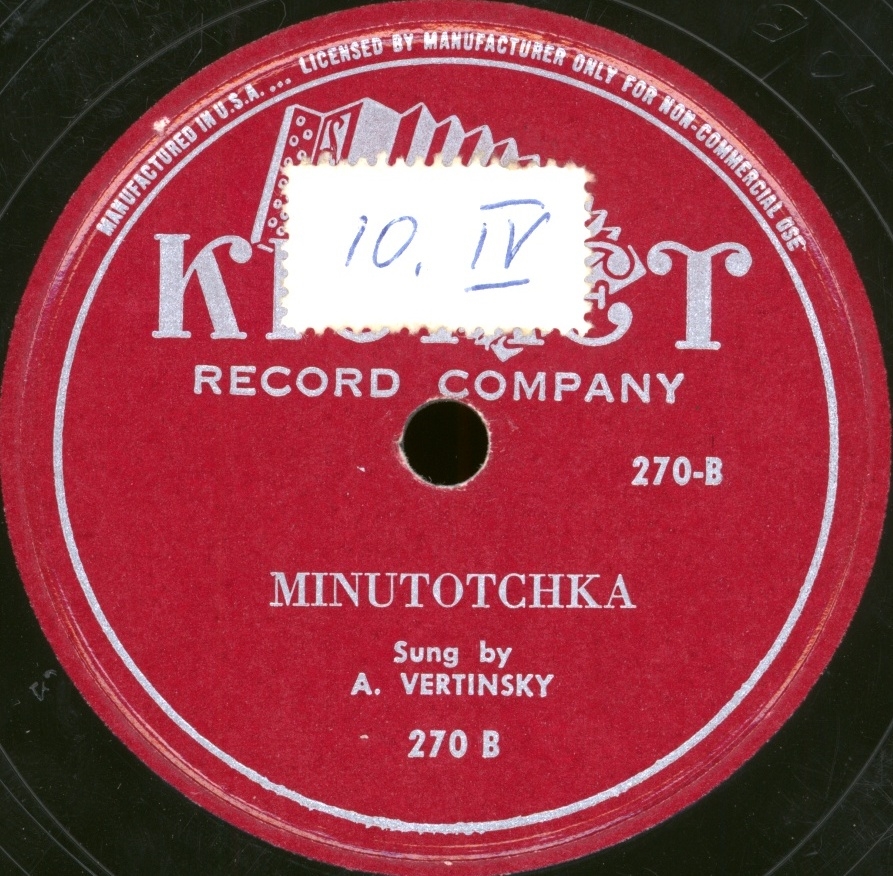 MANUFACTURED IN U.S.A. ... LICENSED BY MANUFACTURER ONLY FOR NON-COMMERCIAL USE
10. IV
RECORD COMPANY
270-B
MINUTOTCHKA
Sung by
A. VERTINSKY
270 B